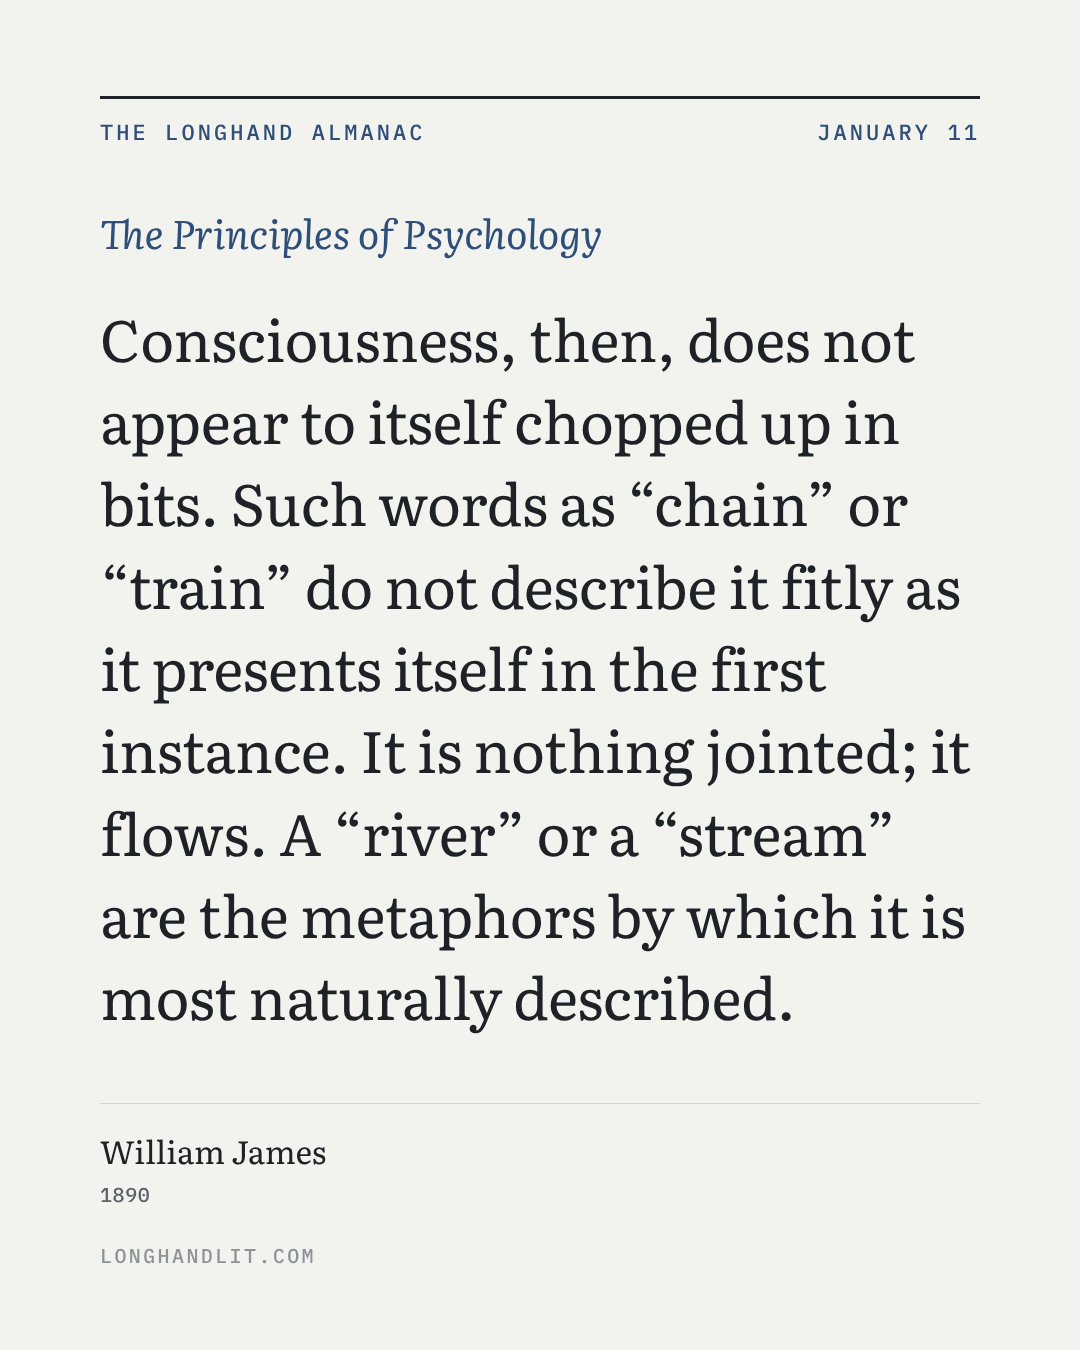 THE LONGHAND ALMANAC
JANUARY 11
The Principles of Psychology
Consciousness, then, does not
appear to itself chopped up in
bits. Such words as “chain” or
“train” do not describe it fitly as
it presents itself in the first
instance. It is nothing jointed; it
flows. A “river” or a “stream”
are the metaphors by which it is
most naturally described.
William James
1890
LONGHANDLIT.COM